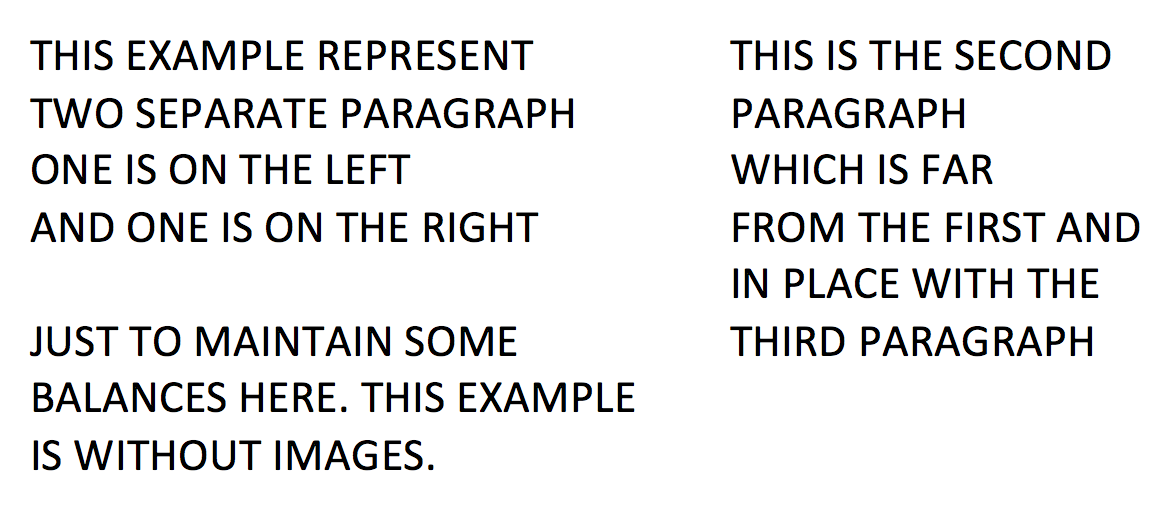 THIS EXAMPLE REPRESENT
TWO SEPARATE PARAGRAPH
ONE IS ON THE LEFT
AND ONE IS ON THE RIGHT
JUST TO MAINTAIN SOME
BALANCES HERE. THIS EXAMPLE
IS WITHOUT IMAGES.
THIS IS THE SECOND
PARAGRAPH
WHICH IS FAR
FROM THE FIRST AND
IN PLACE WITH THE
THIRD PARAGRAPH